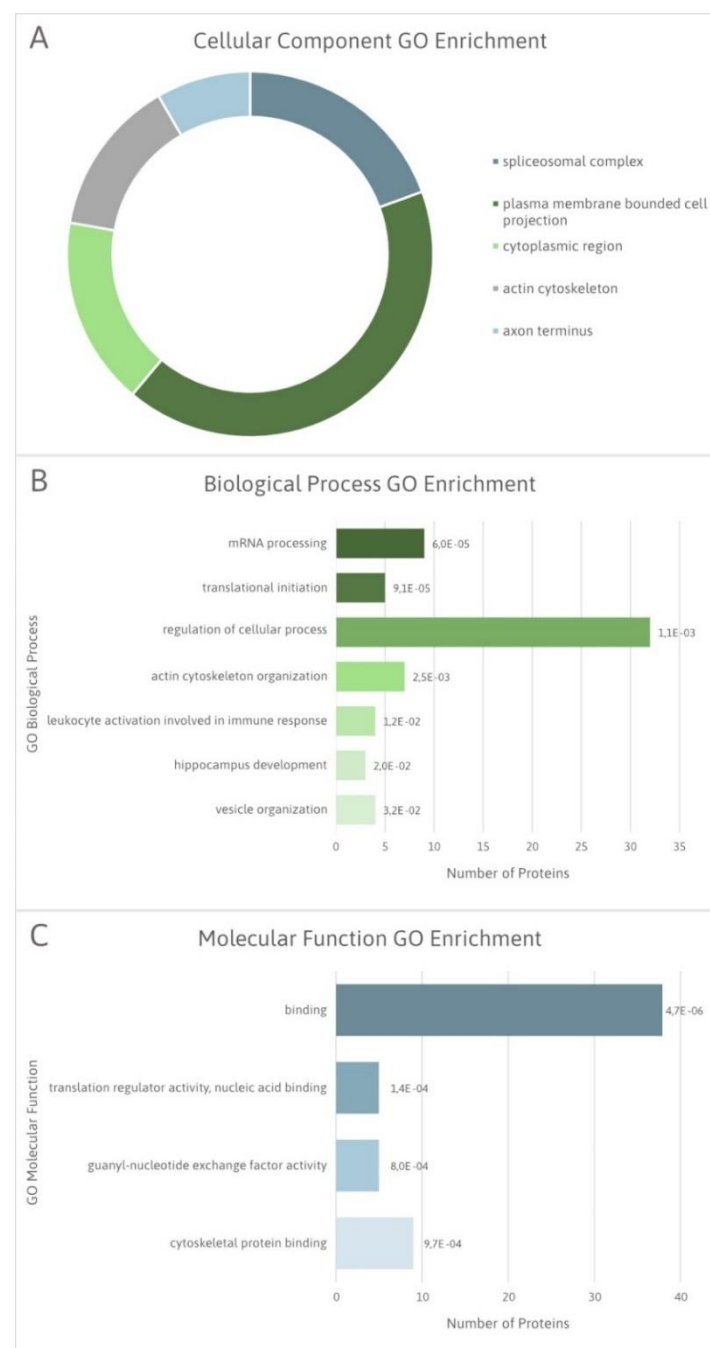 A
Cellular Component GO Enrichment
spliceosomal complex
plasma membrane bounded cell
projection
cytoplasmic region
actin cytoskeleton
axon terminus
B
Biological Process GO Enrichment
GO Biological Process
mRNA processing
6,0E-05
translational initiation
9,1E-05
regulation of cellular process
1,1E-03
actin cytoskeleton organization
2,5E-03
leukocyte activation involved in immune response
1,2E-02
hippocampus development
2,0E-02
vesicle organization
3,2E-02
0 5 10 15 20 25 30 35
Number of Proteins
C
Molecular Function GO Enrichment
GO Molecular Function
binding
4,7E-06
translation regulator activity, nucleic acid binding
1,4E-04
guanyl-nucleotide exchange factor activity
8,0E-04
cytoskeletal protein binding
9,7E-04
0 10 20 30 40
Number of Proteins